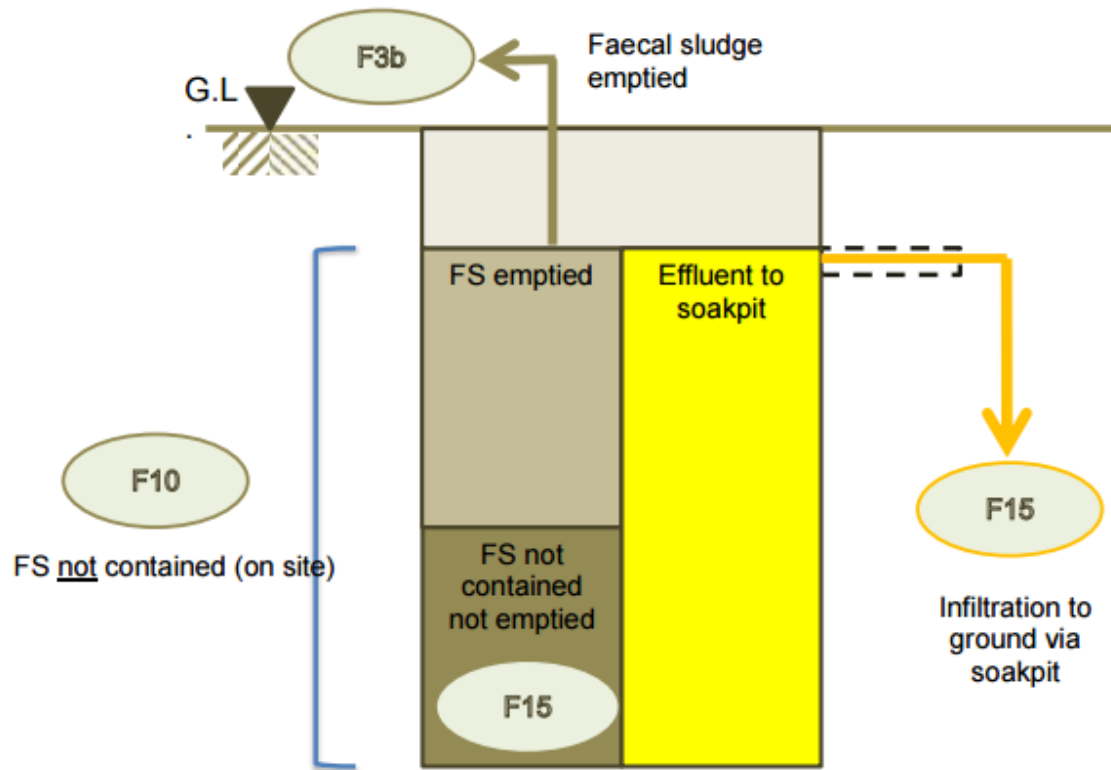 F3b
Faecal sludge
emptied
G.L
.
FS emptied
Effluent to
soakpit
F10
FS not contained (on site)
FS not
contained
not emptied
F15
F15
Infiltration to
ground via
soakpit